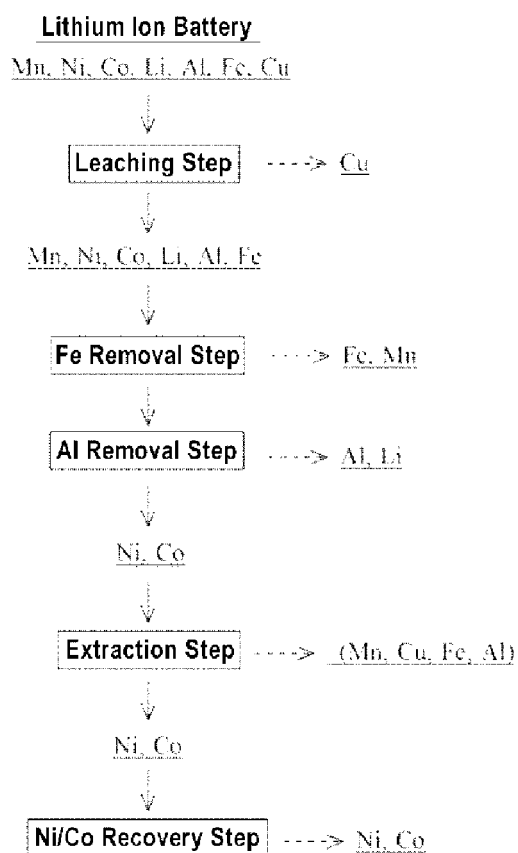 Lithium Ion Battery
Mn, Ni, Co, Li, Al, Fe, Cu
Leaching Step
Cu
Mn, Ni, Co, Li, Al, Fe
Fe Removal Step
Fe, Mn
Al Removal Step
Al, Li
Ni, Co
Extraction Step
(Mn, Cu, Fe, Al)
Ni, Co
Ni/Co Recovery Step
Ni, Co